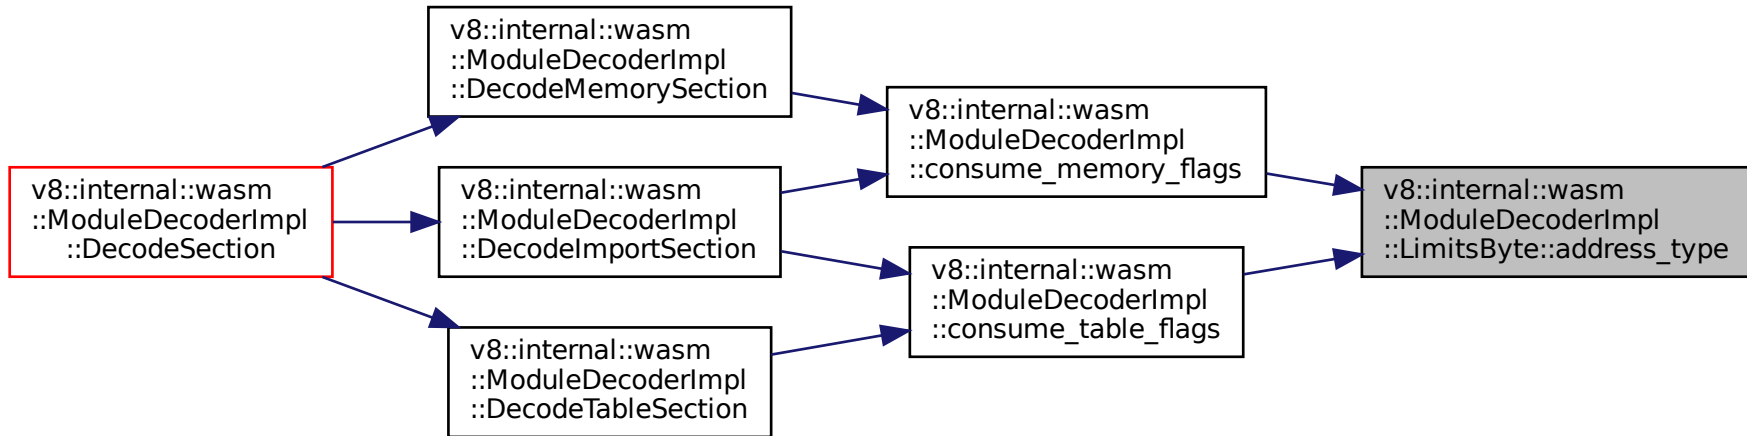 v8::internal::wasm
::ModuleDecoderImpl
::DecodeSection
v8::internal::wasm
::ModuleDecoderImpl
::DecodeMemorySection
v8::internal::wasm
::ModuleDecoderImpl
::DecodeImportSection
v8::internal::wasm
::ModuleDecoderImpl
::DecodeTableSection
v8::internal::wasm
::ModuleDecoderImpl
::consume_memory_flags
v8::internal::wasm
::ModuleDecoderImpl
::consume_table_flags
v8::internal::wasm
::ModuleDecoderImpl
::LimitsByte::address_type